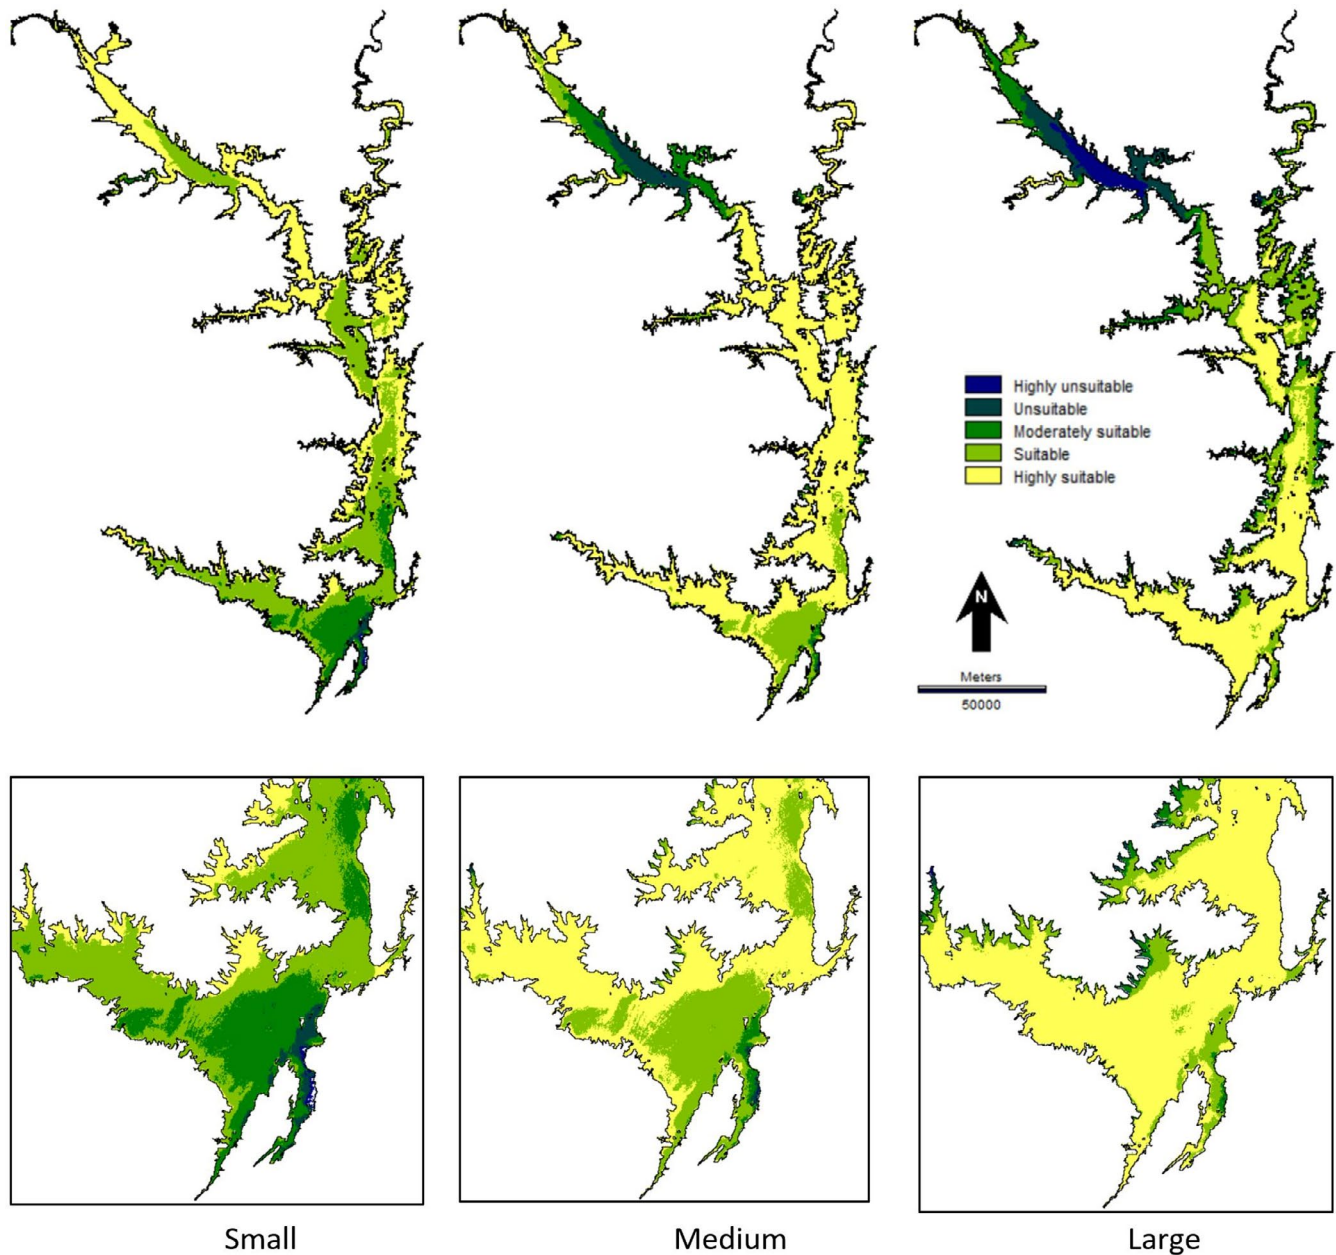 Highly unsuitable
Unsuitable
Moderately suitable
Suitable
Highly suitable
N
Meters
50000
Small
Medium
Large